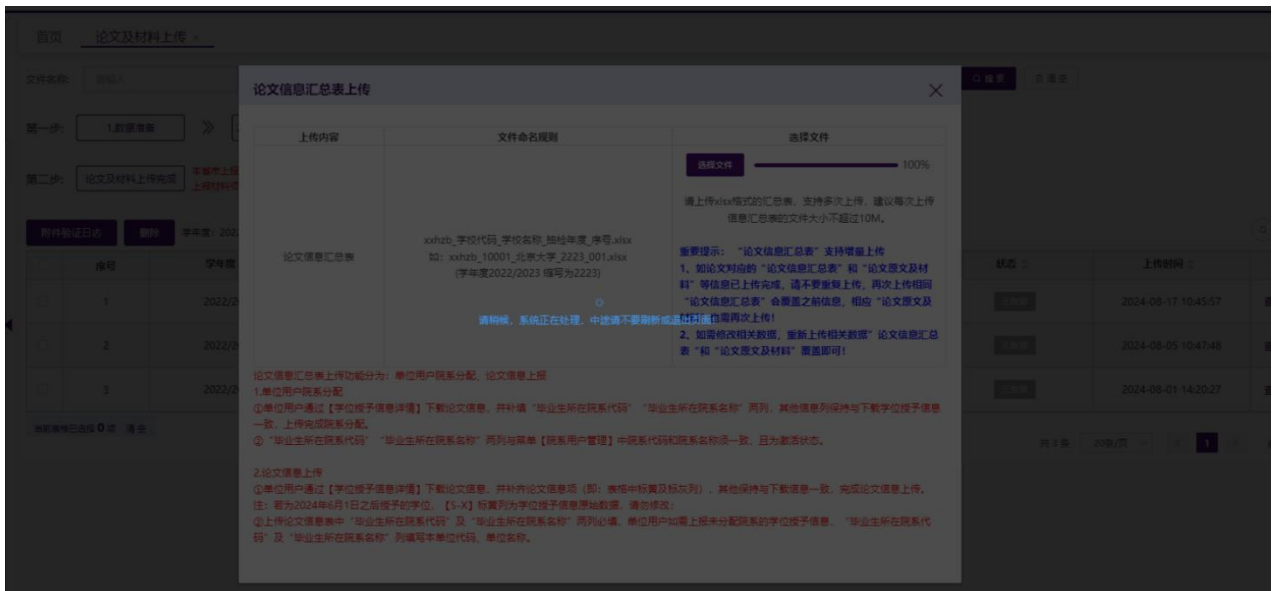 首页
论文及材料上传 ×
文件名称:
请输入
搜索
清空
论文信息汇总表上传
第一步:
1.数据准备
第二步:
论文及材料上传完成
上传内容
文件命名规则
选择文件
选择文件
100%
请上传xlsx格式的汇总表，支持多次上传，建议每次上传
信息汇总表的文件大小不超过10M。
论文信息汇总表
xxhzb_学校代码_学校名称_抽检年度_序号.xlsx
如：xxhzb_10001_北京大学_2223_001.xlsx
(学年度2022/2023 缩写为2223)
重要提示：“论文信息汇总表”支持增量上传
1、如论文对应的“论文信息汇总表”和“论文原文及材
料”等信息已上传完成，请不要重复上传，再次上传相同
“论文信息汇总表”会覆盖之前信息，相应“论文原文及
也需再次上传！
2、如需修改相关数据，重新上传相关数据”论文信息汇总
表“和“论文原文及材料”覆盖即可！
请稍候，系统正在处理，中途请不要刷新或退出页面
附件验证日志
删除
学年度：202
序号
学年度
状态
上传时间
1
2022/2
2024-08-17 10:45:57
2
2022/2
2024-08-05 10:47:48
3
2022/2
2024-08-01 14:20:27
当前表格已选择 0 项
清空
共 3 条
20条/页
1
论文信息汇总表上传功能分为：单位用户院系分配、论文信息上报
1.单位用户院系分配
①单位用户通过【学位授予信息详情】下载论文信息，并补填“毕业生所在院系代码”“毕业生所在院系名称”两列，其他信息列保持与下载学位授予信息
一致，上传完成院系分配。
②“毕业生所在院系代码”“毕业生所在院系名称”两列与菜单【院系用户管理】中院系代码和院系名称须一致，且为激活状态。
2.论文信息上传
①单位用户通过【学位授予信息详情】下载论文信息，并补齐论文信息项（即：表格中标黄及标灰列），其他保持与下载信息一致，完成论文信息上传。
注：若为2024年6月1日之后授予的学位，【S-X】标黄列为学位授予信息原始数据，请勿修改；
②上传论文信息表中“毕业生所在院系代码”及“毕业生所在院系名称”两列必填，单位用户如需上报未分配院系的学位授予信息，“毕业生所在院系代
码”及“毕业生所在院系名称”列填写本单位代码、单位名称。